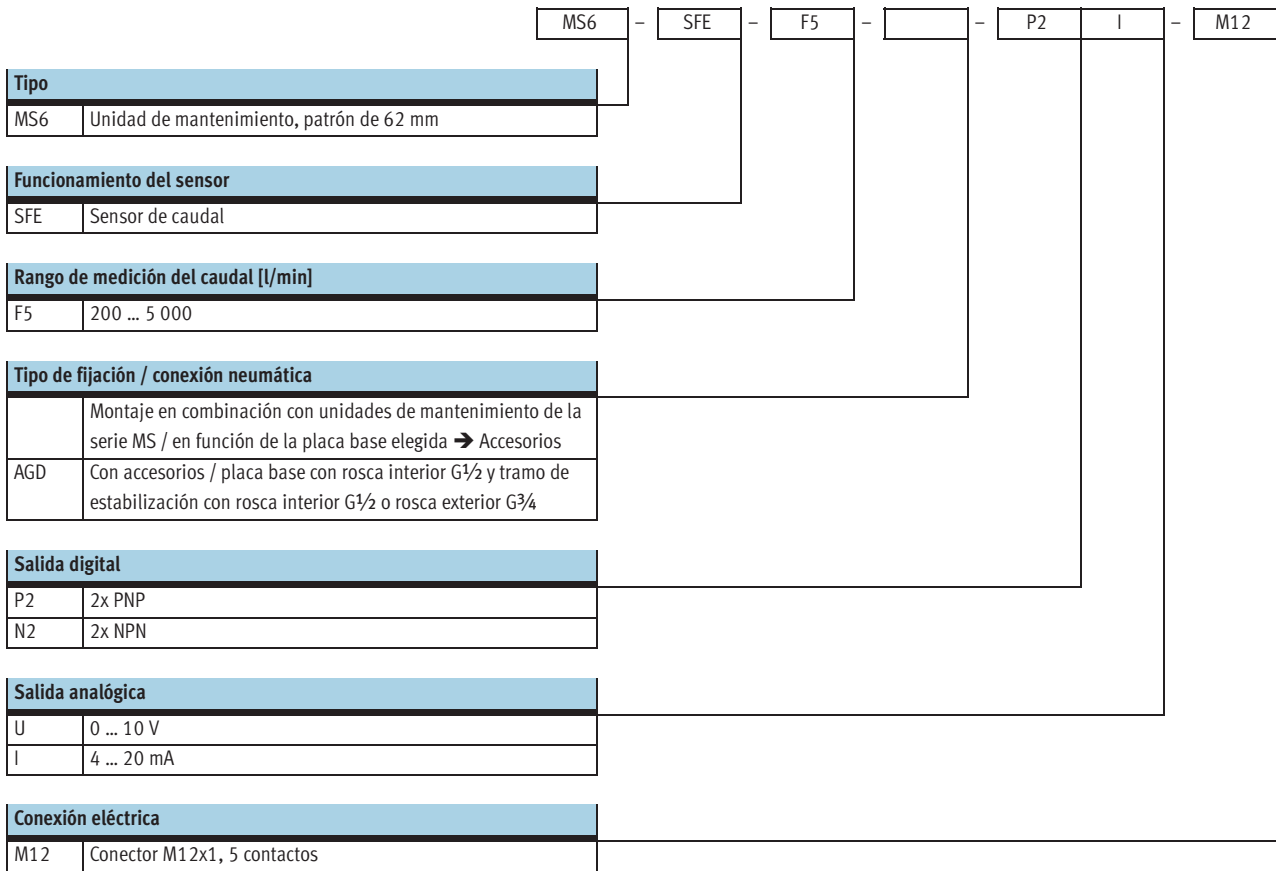 MS6 – SFE – F5 – – P2 I – M12
Tipo
MS6 Unidad de mantenimiento, patrón de 62 mm
Funcionamiento del sensor
SFE Sensor de caudal
Rango de medición del caudal [l/min]
F5 200 … 5 000
Tipo de fijación / conexión neumática
Montaje en combinación con unidades de mantenimiento de la
serie MS / en función de la placa base elegida ➔ Accesorios
AGD Con accesorios / placa base con rosca interior G½ y tramo de
estabilización con rosca interior G½ o rosca exterior G¾
Salida digital
P2 2x PNP
N2 2x NPN
Salida analógica
U 0 … 10 V
I 4 … 20 mA
Conexión eléctrica
M12 Conector M12x1, 5 contactos